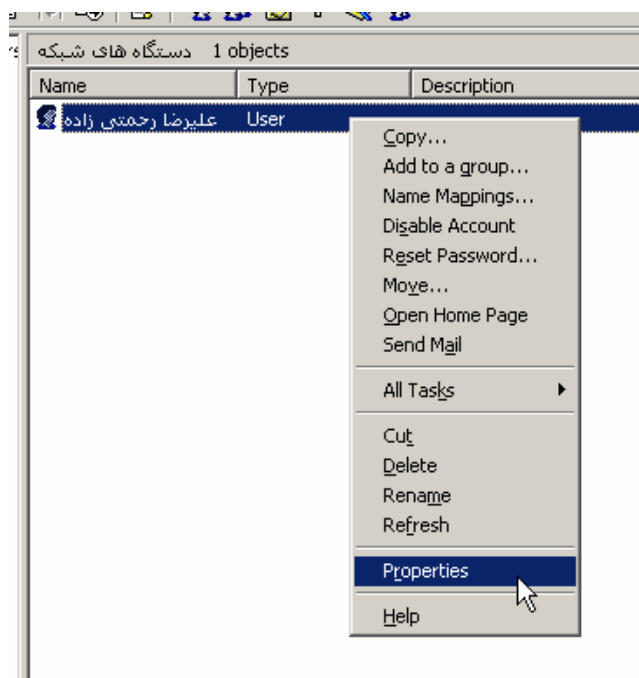 دستگاه های شبکه 1 objects
Name Type Description
علیرضا رحمتی زاده User
Copy...
Add to a group...
Name Mappings...
Disable Account
Reset Password...
Move...
Open Home Page
Send Mail
All Tasks
Cut
Delete
Rename
Refresh
Properties
Help